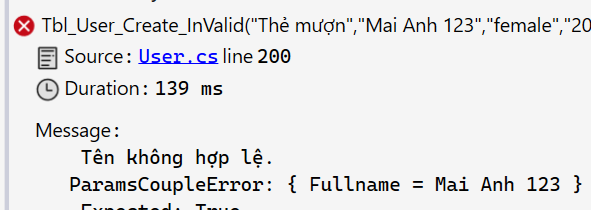 Tbl_User_Create_InValid("Thẻ mượn","Mai Anh 123","female","20
Source: User.cs line 200
Duration: 139 ms
Message:
Tên không hợp lệ.
ParamsCoupleError: { Fullname = Mai Anh 123 }
Expected: True